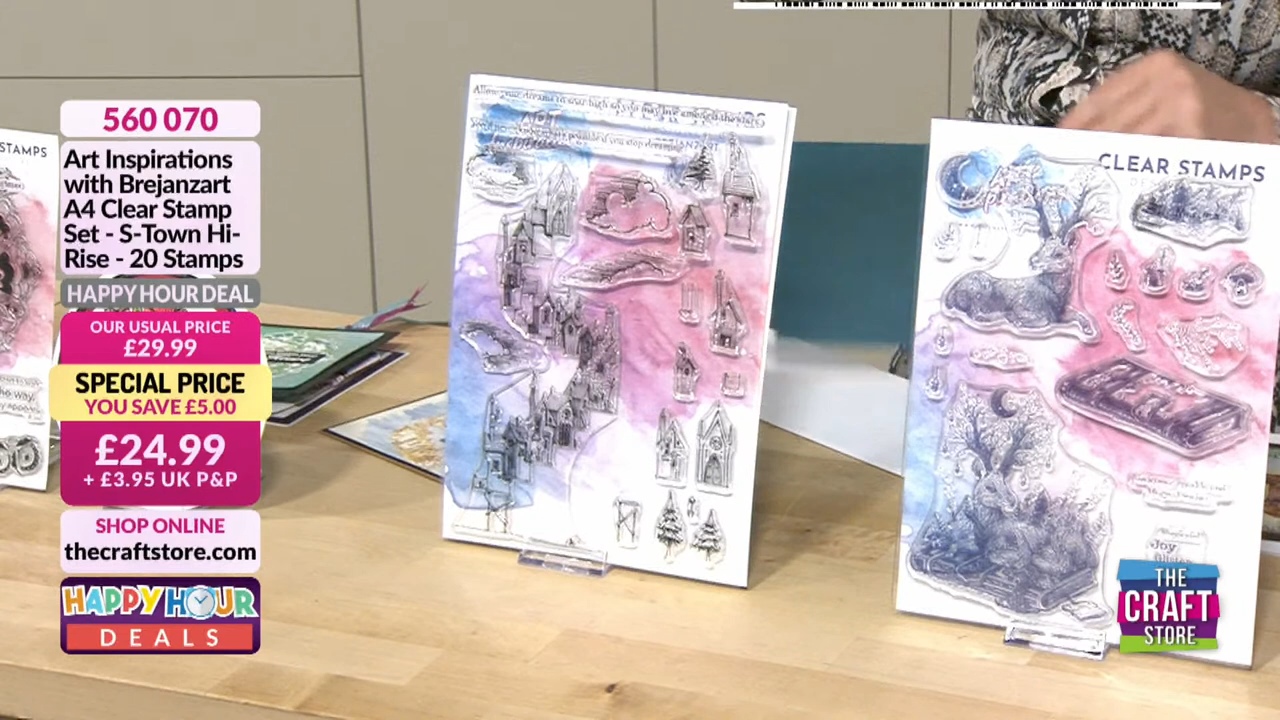 560 070
Art Inspirations
with Brejanzart
A4 Clear Stamp
Set - S-Town Hi-
Rise - 20 Stamps
HAPPY HOUR DEAL
OUR USUAL PRICE
£29.99
SPECIAL PRICE
YOU SAVE £5.00
£24.99
+ £3.95 UK P&P
SHOP ONLINE
thecraftstore.com
HAPPY HOUR
DEALS
STAMPS
CLEAR STAMPS
Joy
THE
CRAFT
STORE